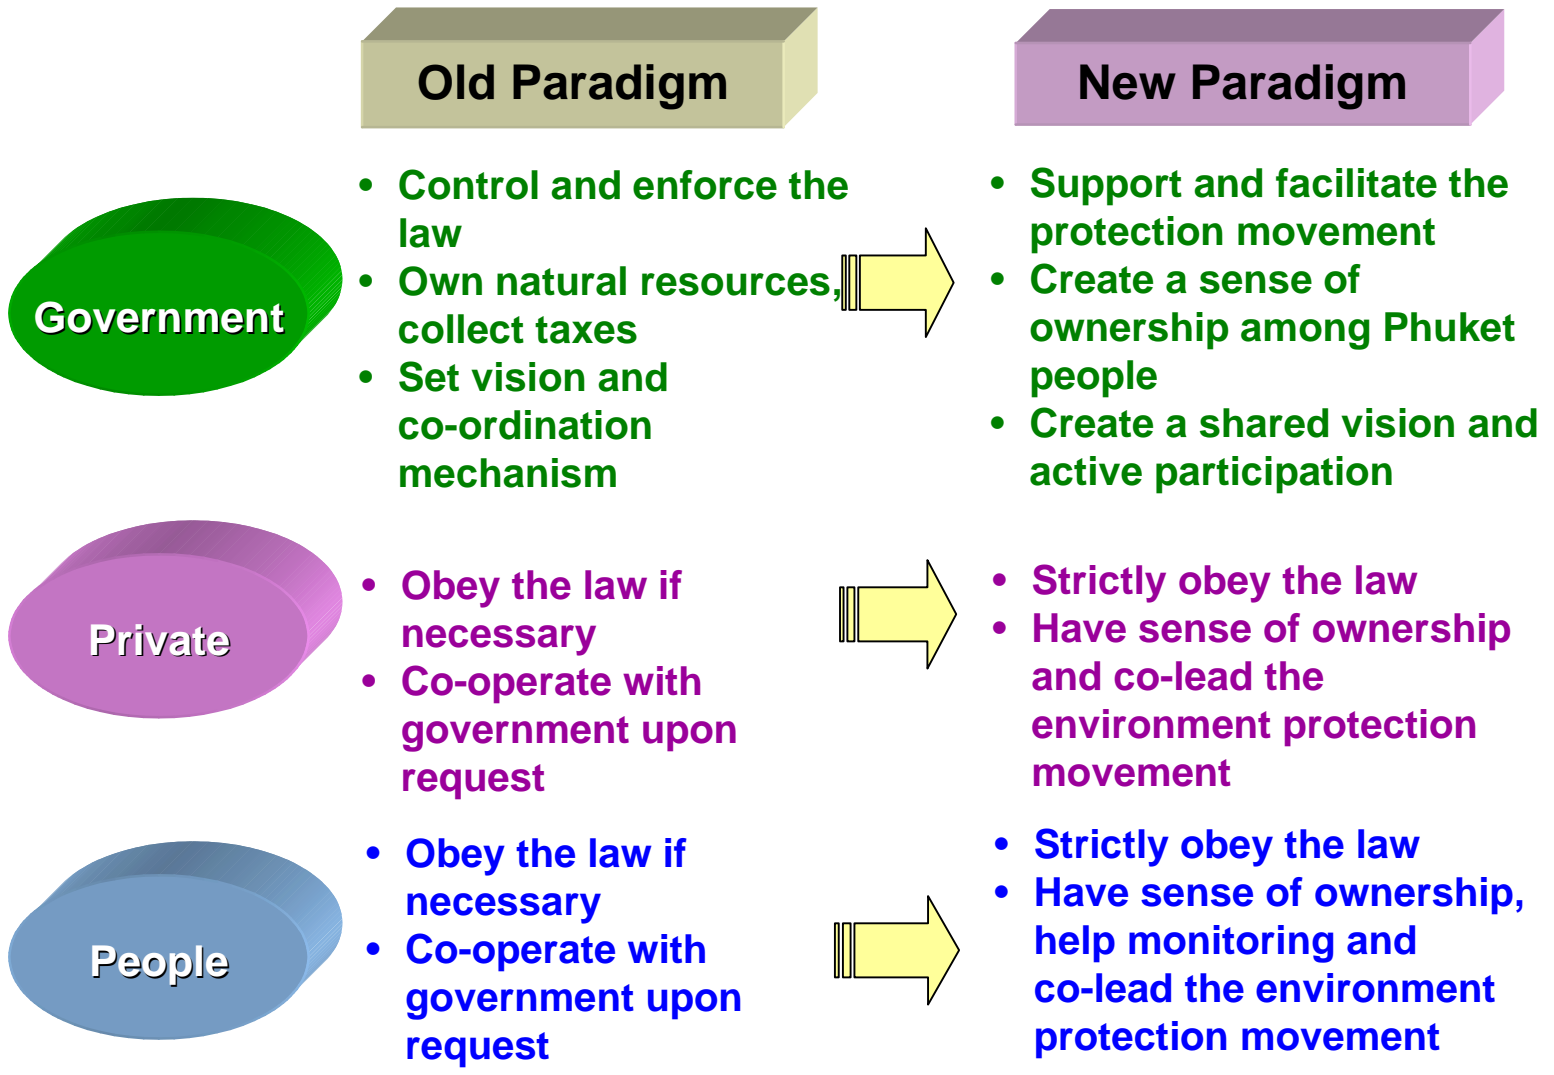 Old Paradigm
New Paradigm
Government
• Control and enforce the
law
• Own natural resources,
collect taxes
• Set vision and
co-ordination
mechanism
• Support and facilitate the
protection movement
• Create a sense of
ownership among Phuket
people
• Create a shared vision and
active participation
Private
• Obey the law if
necessary
• Co-operate with
government upon
request
• Strictly obey the law
• Have sense of ownership
and co-lead the
environment protection
movement
People
• Obey the law if
necessary
• Co-operate with
government upon
request
• Strictly obey the law
• Have sense of ownership,
help monitoring and
co-lead the environment
protection movement